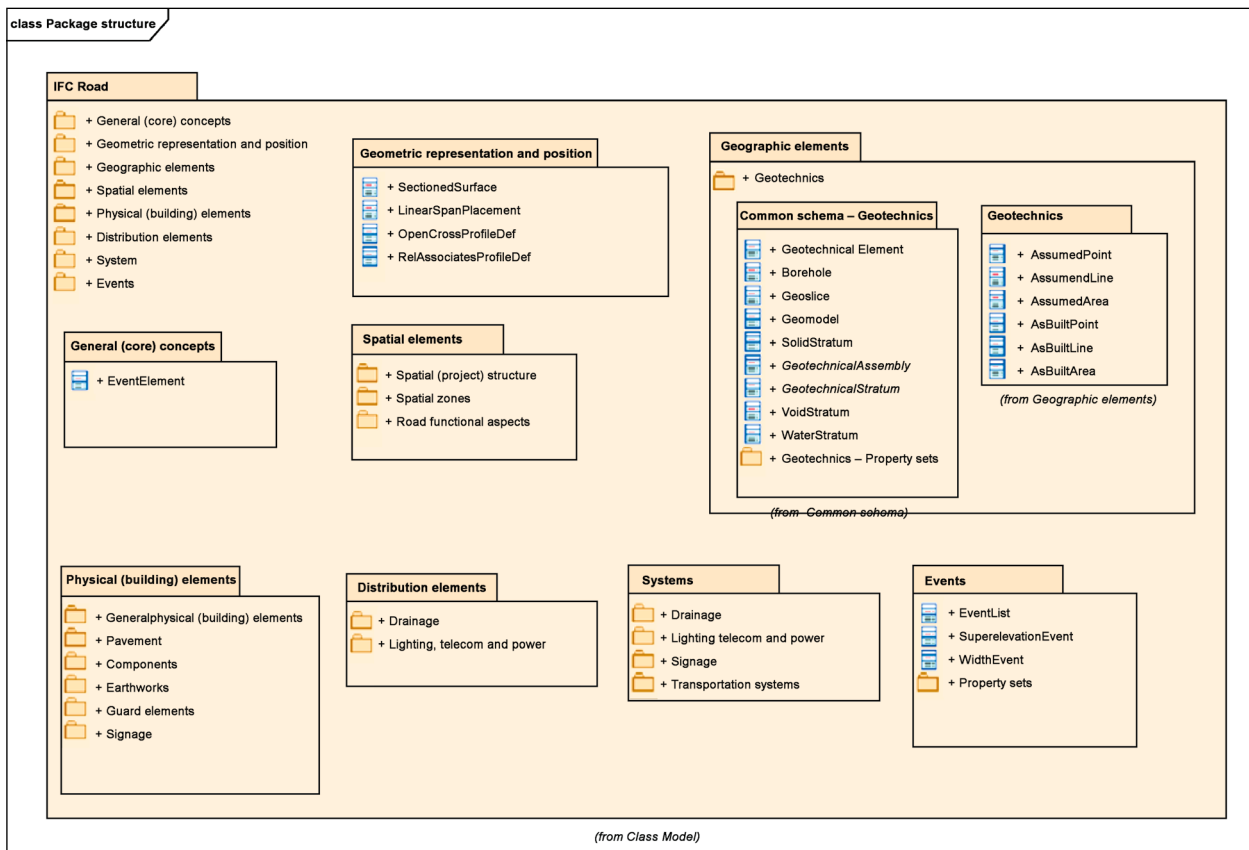 class Package structure
IFC Road
+ General (core) concepts
+ Geometric representation and position
+ Geographic elements
+ Spatial elements
+ Physical (building) elements
+ Distribution elements
+ System
+ Events
Geometric representation and position
+ SectionedSurface
+ LinearSpanPlacement
+ OpenCrossProfileDef
+ RelAssociatesProfileDef
Geographic elements
+ Geotechnics
Common schema – Geotechnics
+ Geotechnical Element
+ Borehole
+ Geoslice
+ Geomodel
+ SolidStratum
+ GeotechnicalAssembly
+ GeotechnicalStratum
+ VoidStratum
+ WaterStratum
+ Geotechnics – Property sets
(from Common sohoma)
Geotechnics
+ AssumedPoint
+ AssumendLine
+ AssumedArea
+ AsBuiltPoint
+ AsBuiltLine
+ AsBuiltArea
(from Geographic elements)
General (core) concepts
+ EventElement
Spatial elements
+ Spatial (project) structure
+ Spatial zones
+ Road functional aspects
Physical (building) elements
+ Generalphysical (building) elements
+ Pavement
+ Components
+ Earthworks
+ Guard elements
+ Signage
Distribution elements
+ Drainage
+ Lighting, telecom and power
Systems
+ Drainage
+ Lighting telecom and power
+ Signage
+ Transportation systems
Events
+ EventList
+ SuperelevationEvent
+ WidthEvent
+ Property sets
(from Class Model)